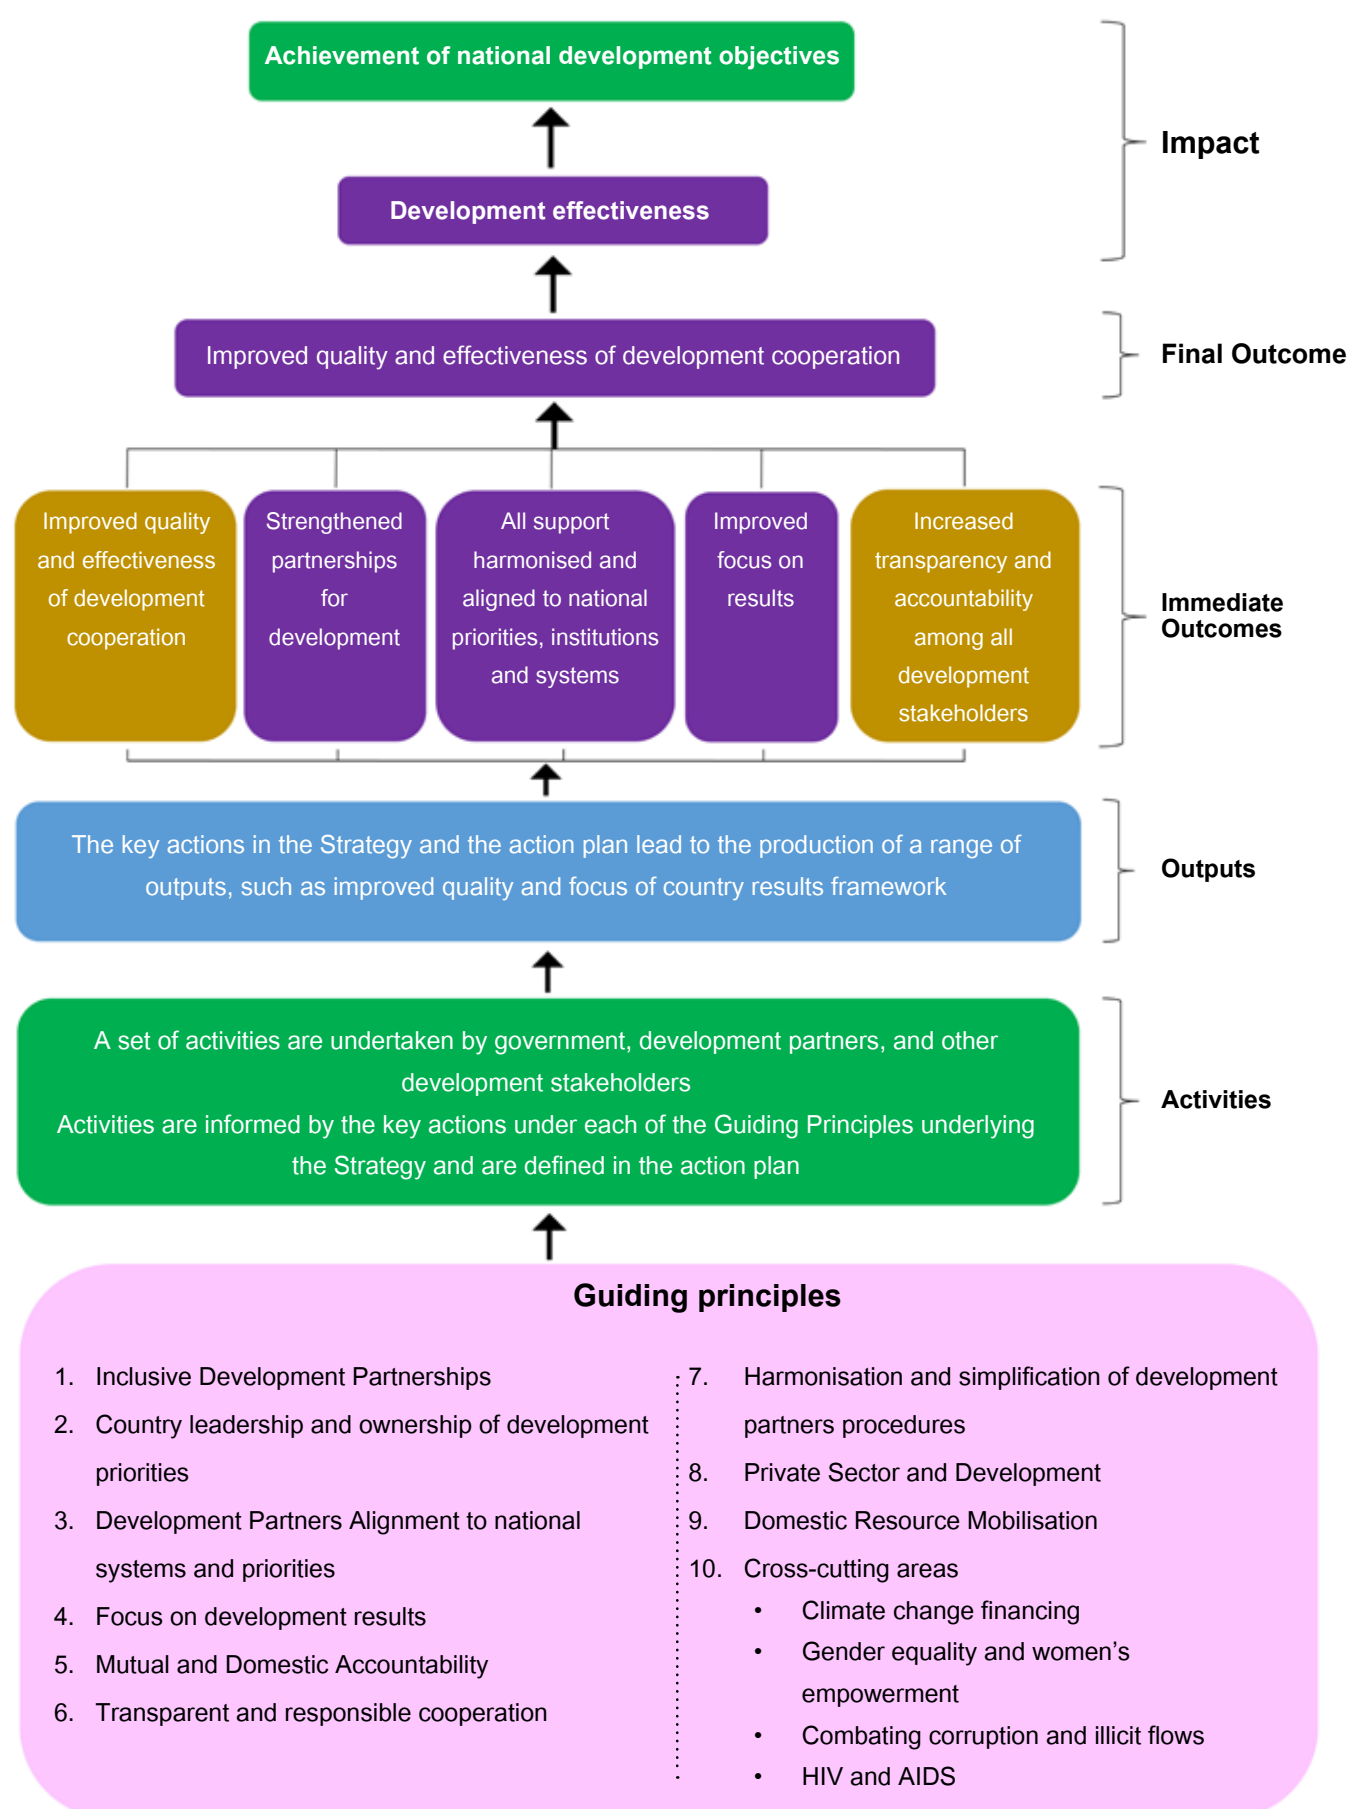 Achievement of national development objectives
Impact
Development effectiveness
Improved quality and effectiveness of development cooperation
Final Outcome
Improved quality
and effectiveness
of development
cooperation
Strengthened
partnerships
for
development
All support
harmonised and
aligned to national
priorities, institutions
and systems
Improved
focus on
results
Increased
transparency and
accountability
among all
development
stakeholders
Immediate
Outcomes
The key actions in the Strategy and the action plan lead to the production of a range of
outputs, such as improved quality and focus of country results framework
Outputs
A set of activities are undertaken by government, development partners, and other
development stakeholders
Activities are informed by the key actions under each of the Guiding Principles underlying
the Strategy and are defined in the action plan
Activities
Guiding principles
1. Inclusive Development Partnerships
2. Country leadership and ownership of development
priorities
3. Development Partners Alignment to national
systems and priorities
4. Focus on development results
5. Mutual and Domestic Accountability
6. Transparent and responsible cooperation
7. Harmonisation and simplification of development
partners procedures
8. Private Sector and Development
9. Domestic Resource Mobilisation
10. Cross-cutting areas
• Climate change financing
• Gender equality and women’s
empowerment
• Combating corruption and illicit flows
• HIV and AIDS